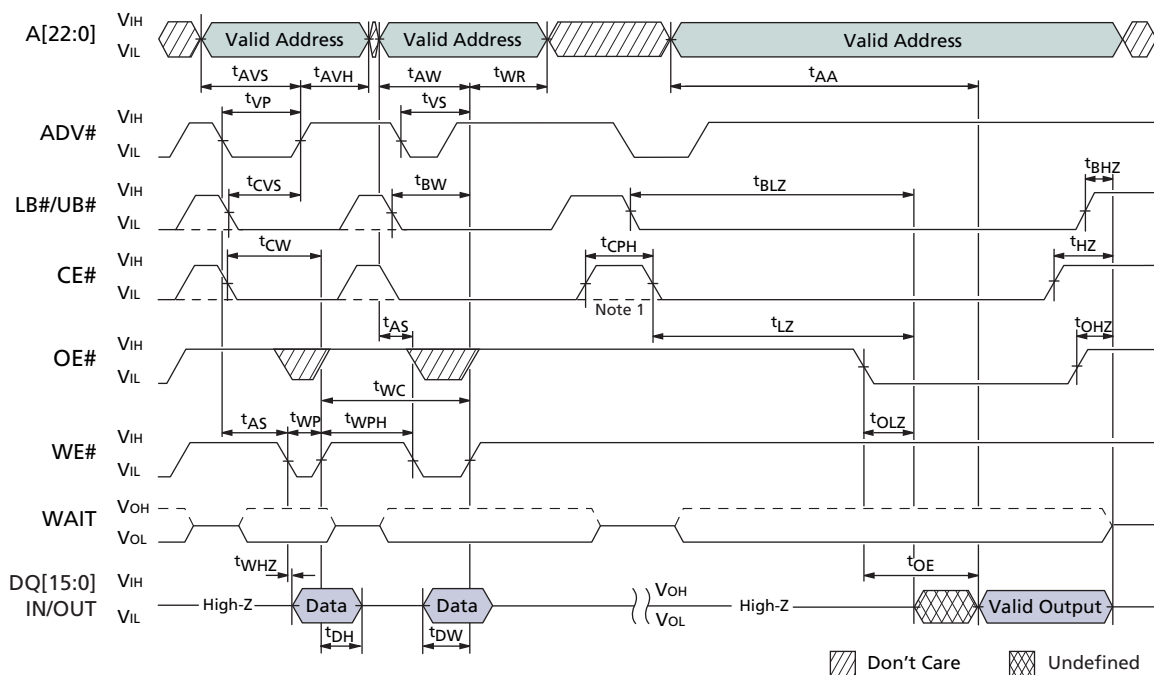 A[22:0]
VIH
VIL
Valid Address
Valid Address
Valid Address
tAVS
tAVH
tAW
tWR
tAA
tVP
tVS
ADV#
VIH
VIL
tCVS
tBW
tBLZ
tBHZ
LB#/UB#
VIH
VIL
tCW
tCPH
tHZ
CE#
VIH
VIL
Note 1
tAS
tLZ
tOHZ
OE#
VIH
VIL
tWC
tAS
tWP
tWPH
tOLZ
WE#
VIH
VIL
WAIT
VOH
VOL
tWHZ
tOE
DQ[15:0]
IN/OUT
VIH
VIL
High-Z
Data
Data
VOH
VOL
High-Z
Valid Output
tDH
tDW
Don't Care
Undefined